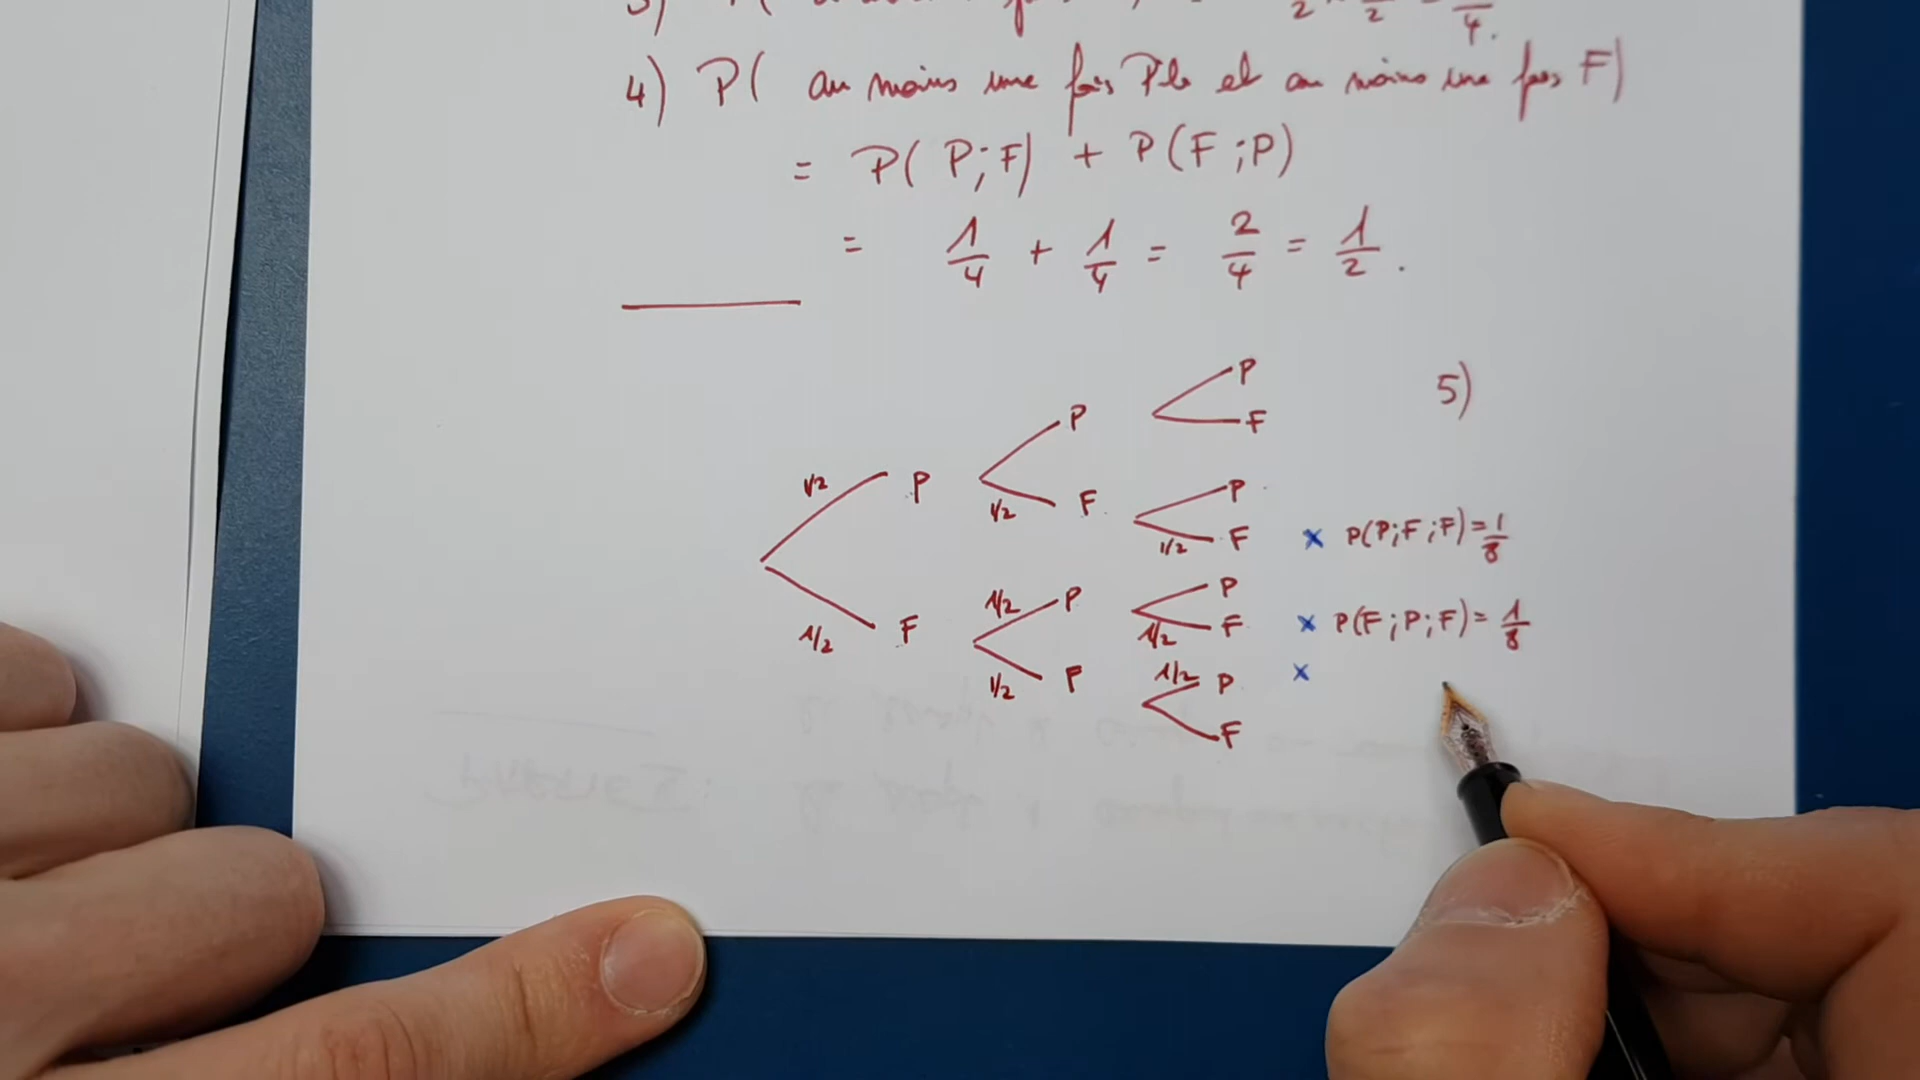 4) P( au moins une fois Pile et au moins une fois F)
= P( P ; F) + P(F ; P)
= 1/4 + 1/4 = 2/4 = 1/2 .
5)
P
P
F
1/2 P
1/2 F
P
1/2 F × P(P;F;F) = 1/8
1/2 F
1/2 P
P
1/2 F × P(F;P;F) = 1/8
1/2 P
1/2 P ×
F